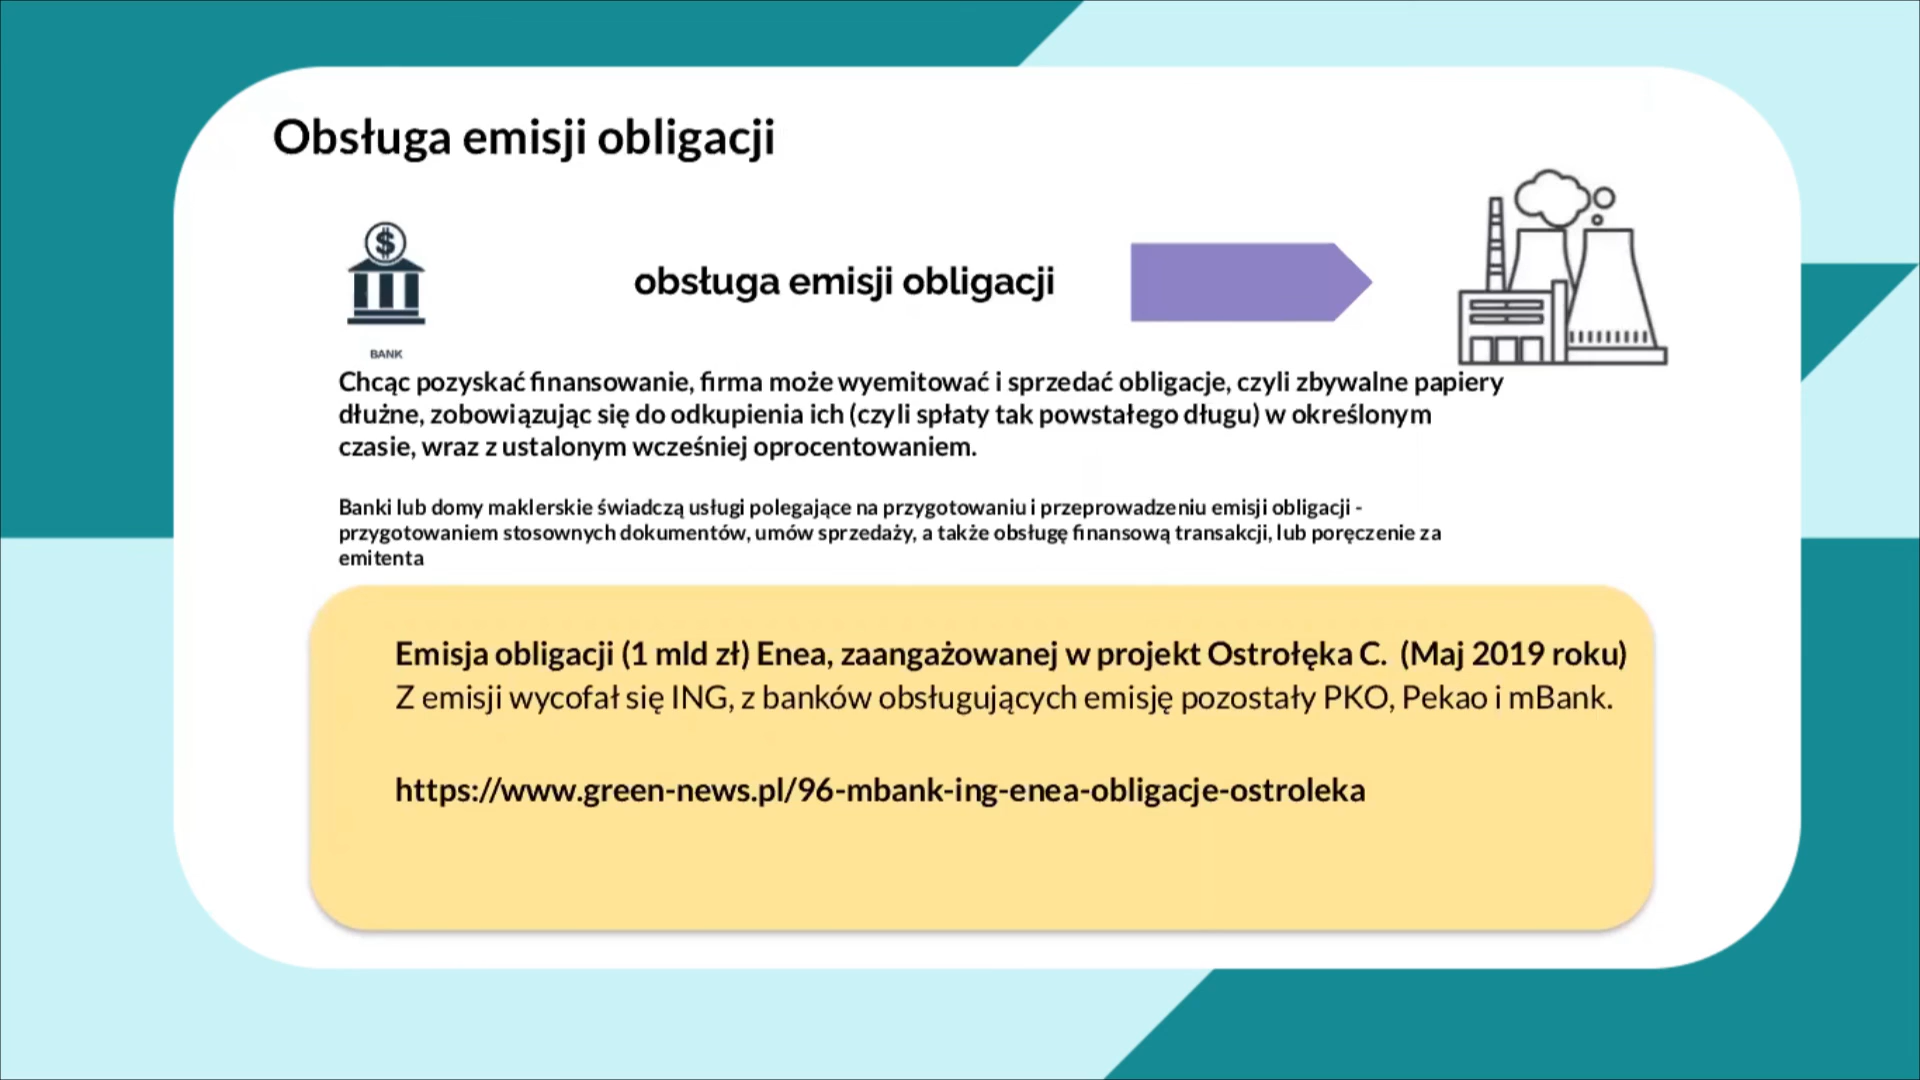 Obsługa emisji obligacji
$
BANK
obsługa emisji obligacji
Chcąc pozyskać finansowanie, firma może wyemitować i sprzedać obligacje, czyli zbywalne papiery
dłużne, zobowiązując się do odkupienia ich (czyli spłaty tak powstałego długu) w określonym
czasie, wraz z ustalonym wcześniej oprocentowaniem.
Banki lub domy maklerskie świadczą usługi polegające na przygotowaniu i przeprowadzeniu emisji obligacji -
przygotowaniem stosownych dokumentów, umów sprzedaży, a także obsługę finansową transakcji, lub poręczenie za
emitenta
Emisja obligacji (1 mld zł) Enea, zaangażowanej w projekt Ostrołęka C. (Maj 2019 roku)
Z emisji wycofał się ING, z banków obsługujących emisję pozostały PKO, Pekao i mBank.
https://www.green-news.pl/96-mbank-ing-enea-obligacje-ostroleka